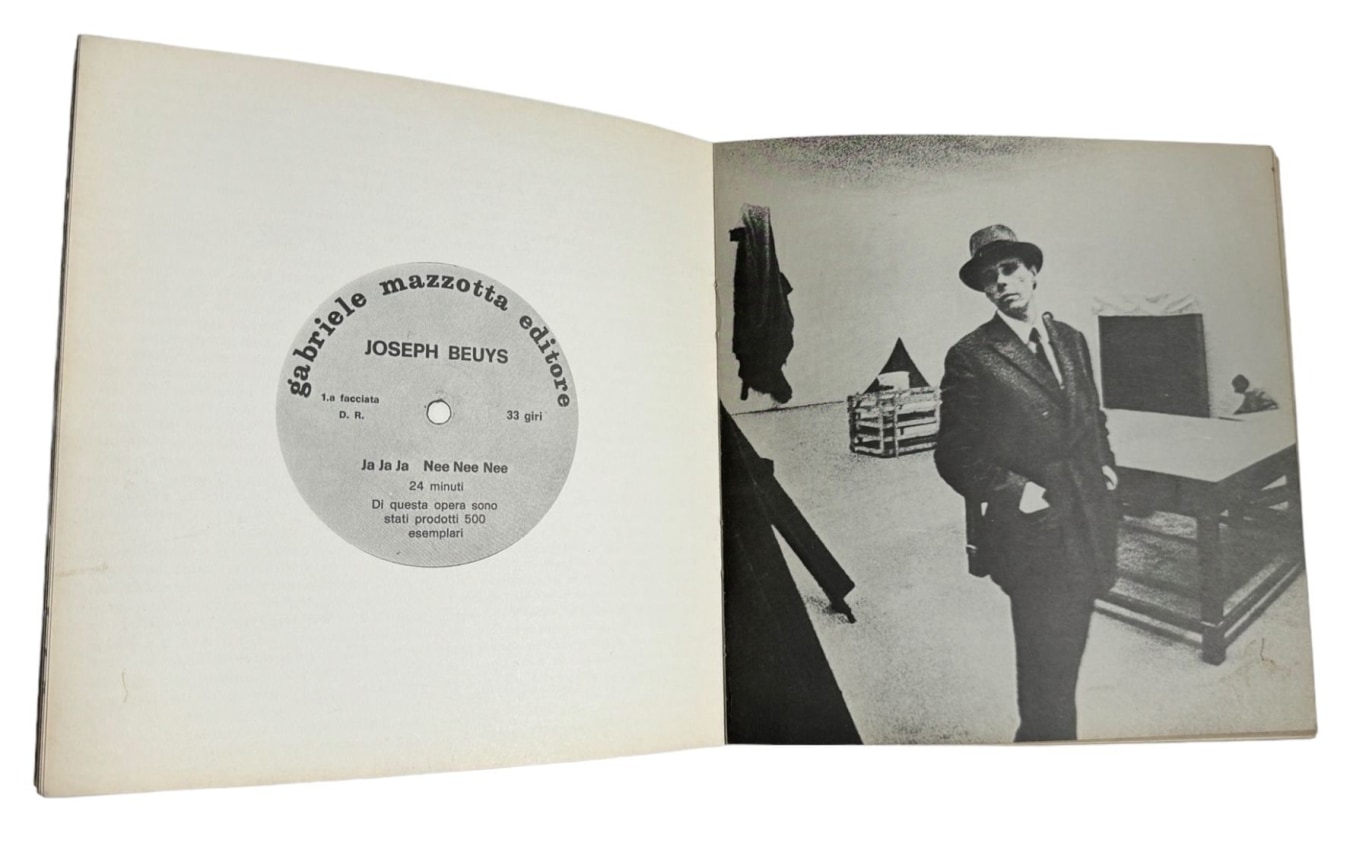 gabriele mazzotta editore
JOSEPH BEUYS
1.a facciata
D. R.
33 giri
Ja Ja Ja Nee Nee Nee
24 minuti
Di questa opera sono
stati prodotti 500
esemplari